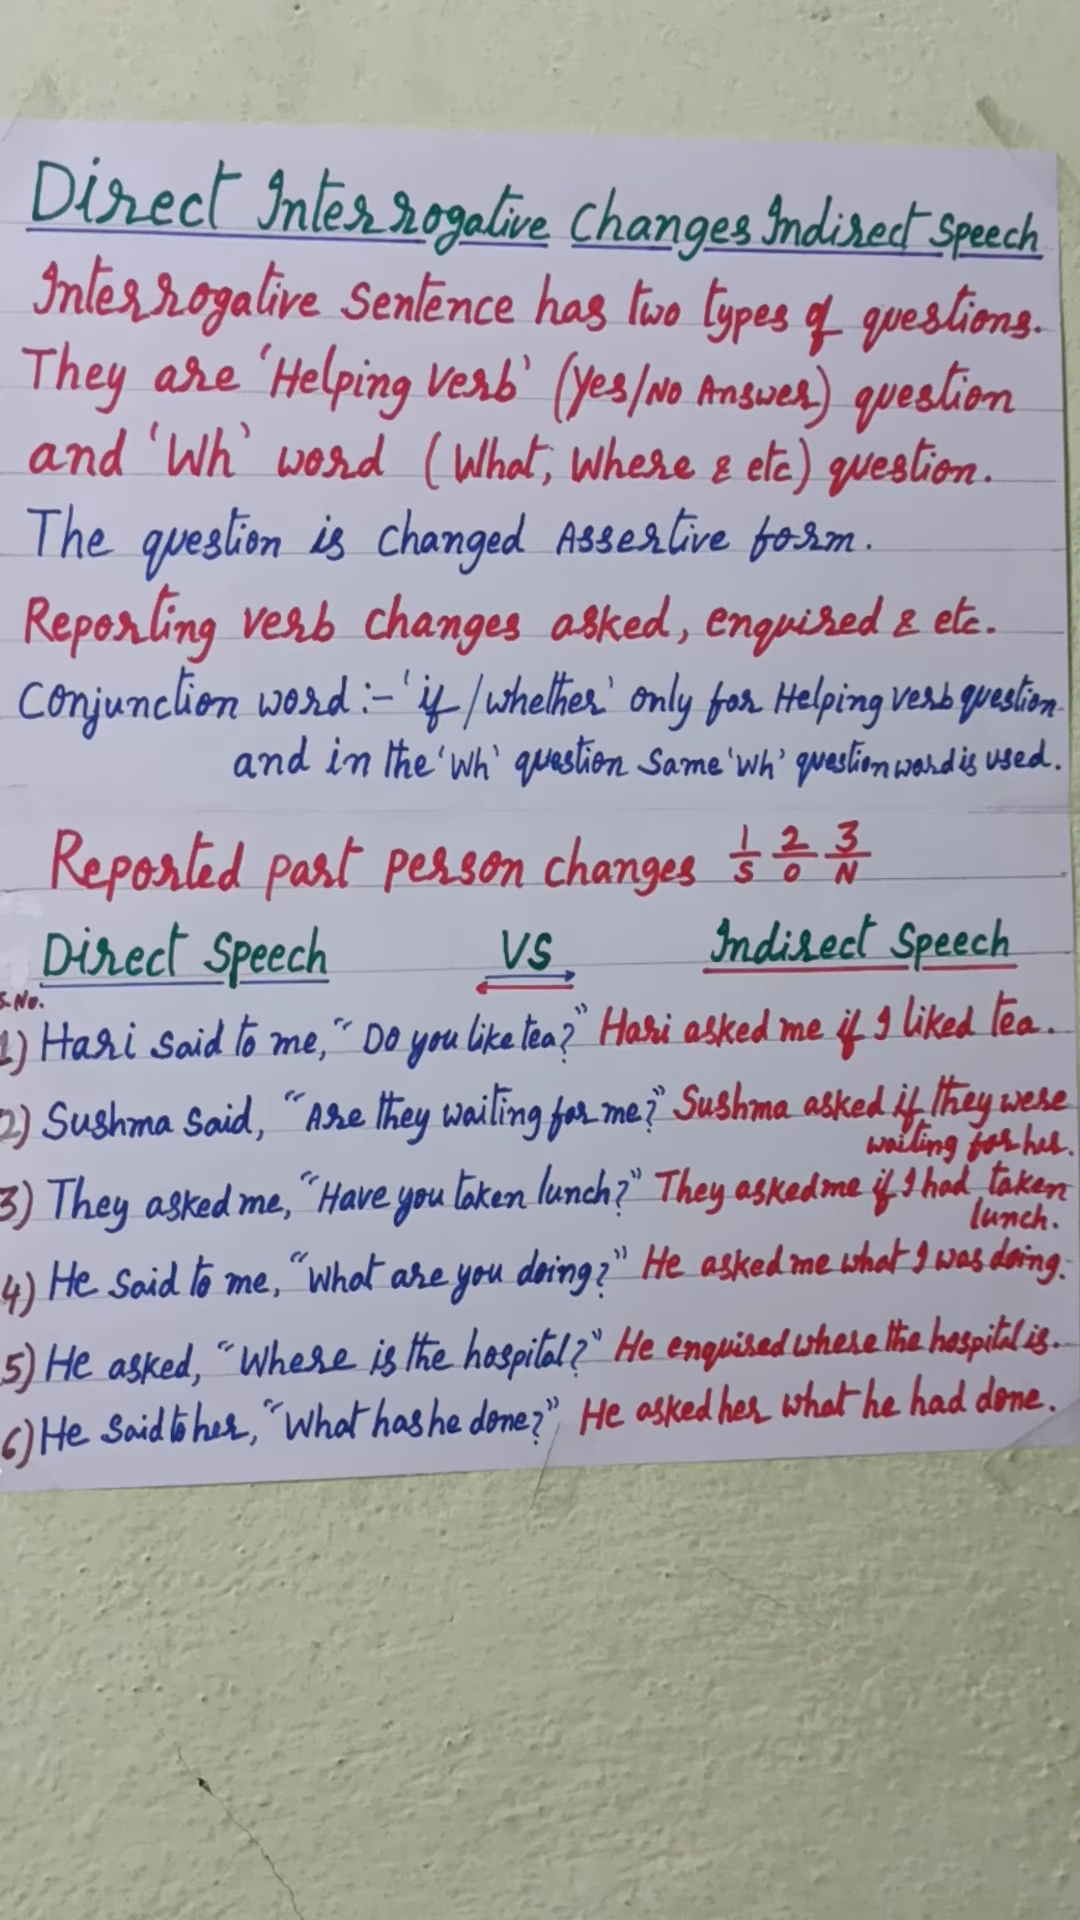 Direct Interrogative Changes Indirect Speech
Interrogative Sentence has two types of questions.
They are 'Helping Verb' (Yes/No Answer) question
and 'Wh' word (What, Where & etc) question.
The question is changed Assertive form.
Reporting verb changes asked, enquired & etc.
Conjunction word :- 'if/whether' only for Helping verb question
and in the 'Wh' question Same 'Wh' question word is used.
Reported part person changes 1/S 2/O 3/N
Direct Speech VS Indirect Speech
S.No.
1) Hari said to me, "Do you like tea?" Hari asked me if I liked tea.
2) Sushma said, "Are they waiting for me?" Sushma asked if they were
waiting for her.
3) They asked me, "Have you taken lunch?" They asked me if I had taken
lunch.
4) He said to me, "What are you doing?" He asked me what I was doing.
5) He asked, "Where is the hospital?" He enquired where the hospital is.
6) He said to her, "What has he done?" He asked her what he had done.